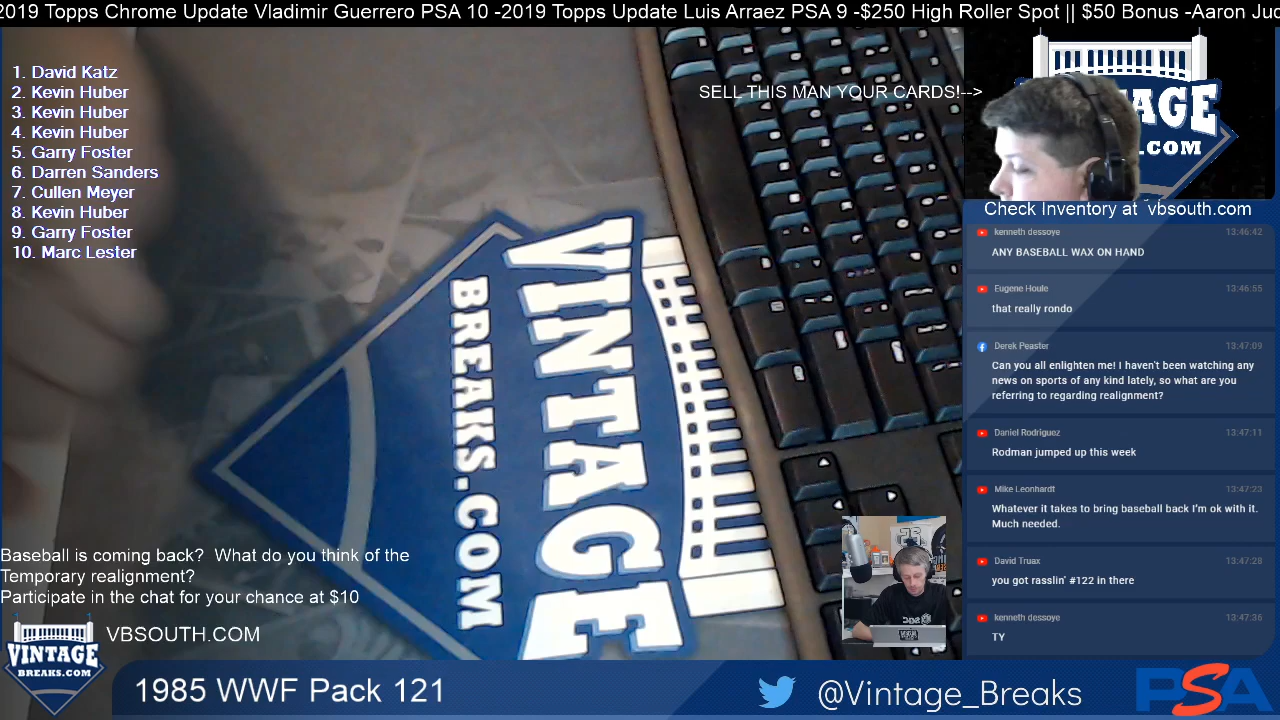 2019 Topps Chrome Update Vladimir Guerrero PSA 10 -2019 Topps Update Luis Arraez PSA 9 -$250 High Roller Spot || $50 Bonus -Aaron Juc
1. David Katz
2. Kevin Huber
3. Kevin Huber
4. Kevin Huber
5. Garry Foster
6. Darren Sanders
7. Cullen Meyer
8. Kevin Huber
9. Garry Foster
10. Marc Lester
SELL THIS MAN YOUR CARDS!-->
.COM
Check Inventory at vbsouth.com
kenneth dessoye 13:46:42
ANY BASEBALL WAX ON HAND
Eugene Houle 13:46:55
that really rondo
Derek Peaster 13:47:09
Can you all enlighten me! I haven't been watching any
news on sports of any kind lately, so what are you
referring to regarding realignment?
Daniel Rodriguez 13:47:11
Rodman jumped up this week
Mike Leonhardt 13:47:23
Whatever it takes to bring baseball back I'm ok with it.
Much needed.
David Truax 13:47:28
you got rasslin' #122 in there
kenneth dessoye 13:47:36
TY
VINTAGE
BREAKS.COM
Baseball is coming back? What do you think of the
Temporary realignment?
Participate in the chat for your chance at $10
VINTAGE
BREAKS.COM
VBSOUTH.COM
1985 WWF Pack 121
@Vintage_Breaks
PSA